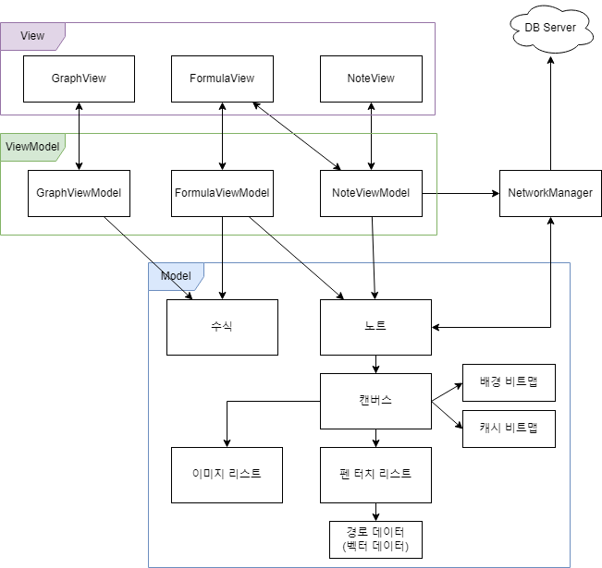 DB Server
View
GraphView
FormulaView
NoteView
ViewModel
GraphViewModel
FormulaViewModel
NoteViewModel
NetworkManager
Model
수식
노트
캔버스
배경 비트맵
캐시 비트맵
이미지 리스트
펜 터치 리스트
경로 데이터
(벡터 데이터)